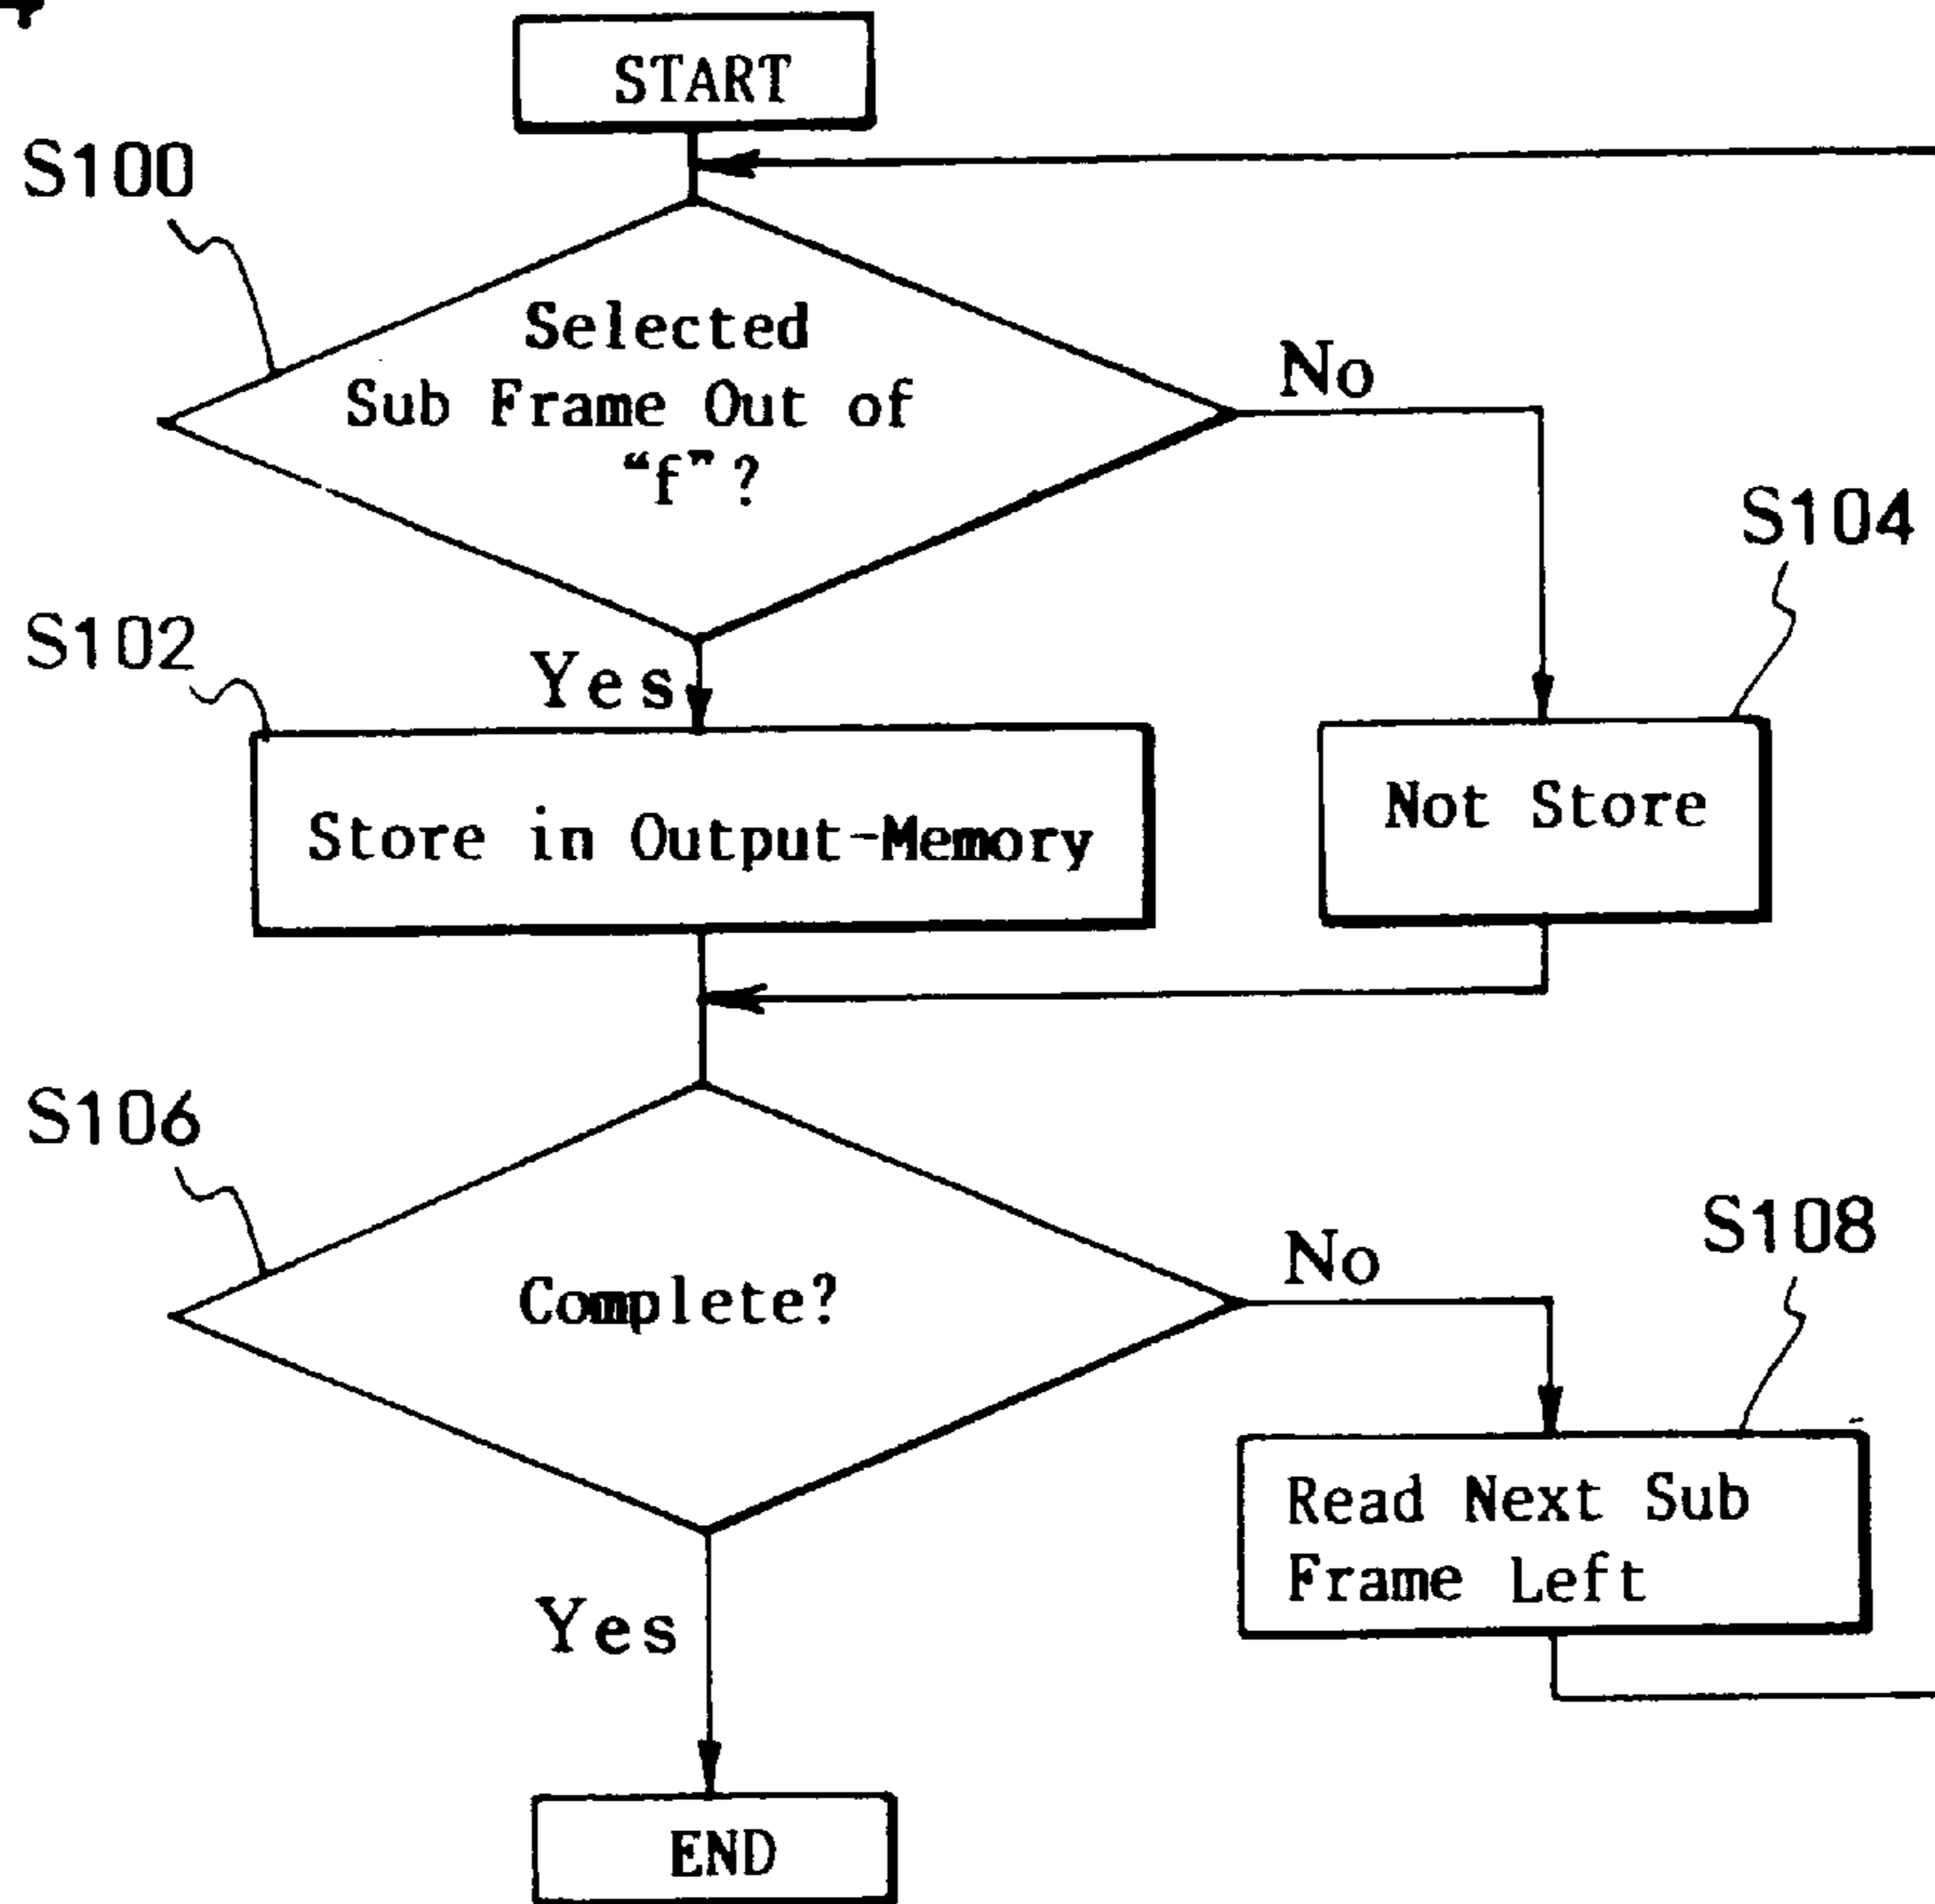 START
S100
Selected
Sub Frame Out of
“f”?
No
S104
S102
Yes
Store in Output-Memory
Not Store
S106
Complete?
No
S108
Read Next Sub
Frame Left
Yes
END